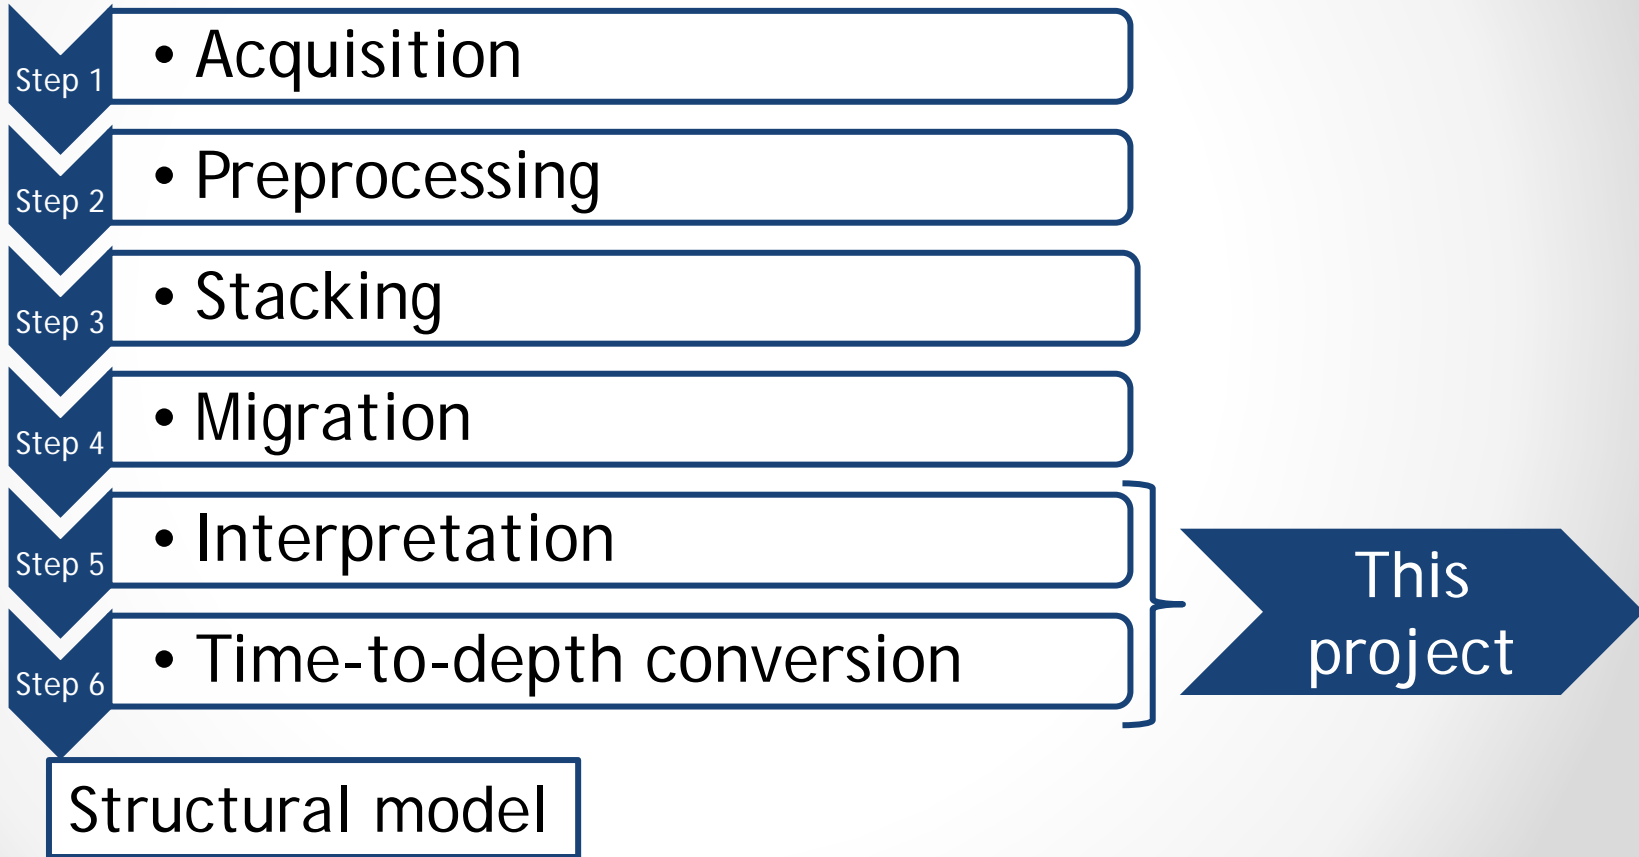 Step 1
• Acquisition
Step 2
• Preprocessing
Step 3
• Stacking
Step 4
• Migration
Step 5
• Interpretation
Step 6
• Time-to-depth conversion
This
project
Structural model